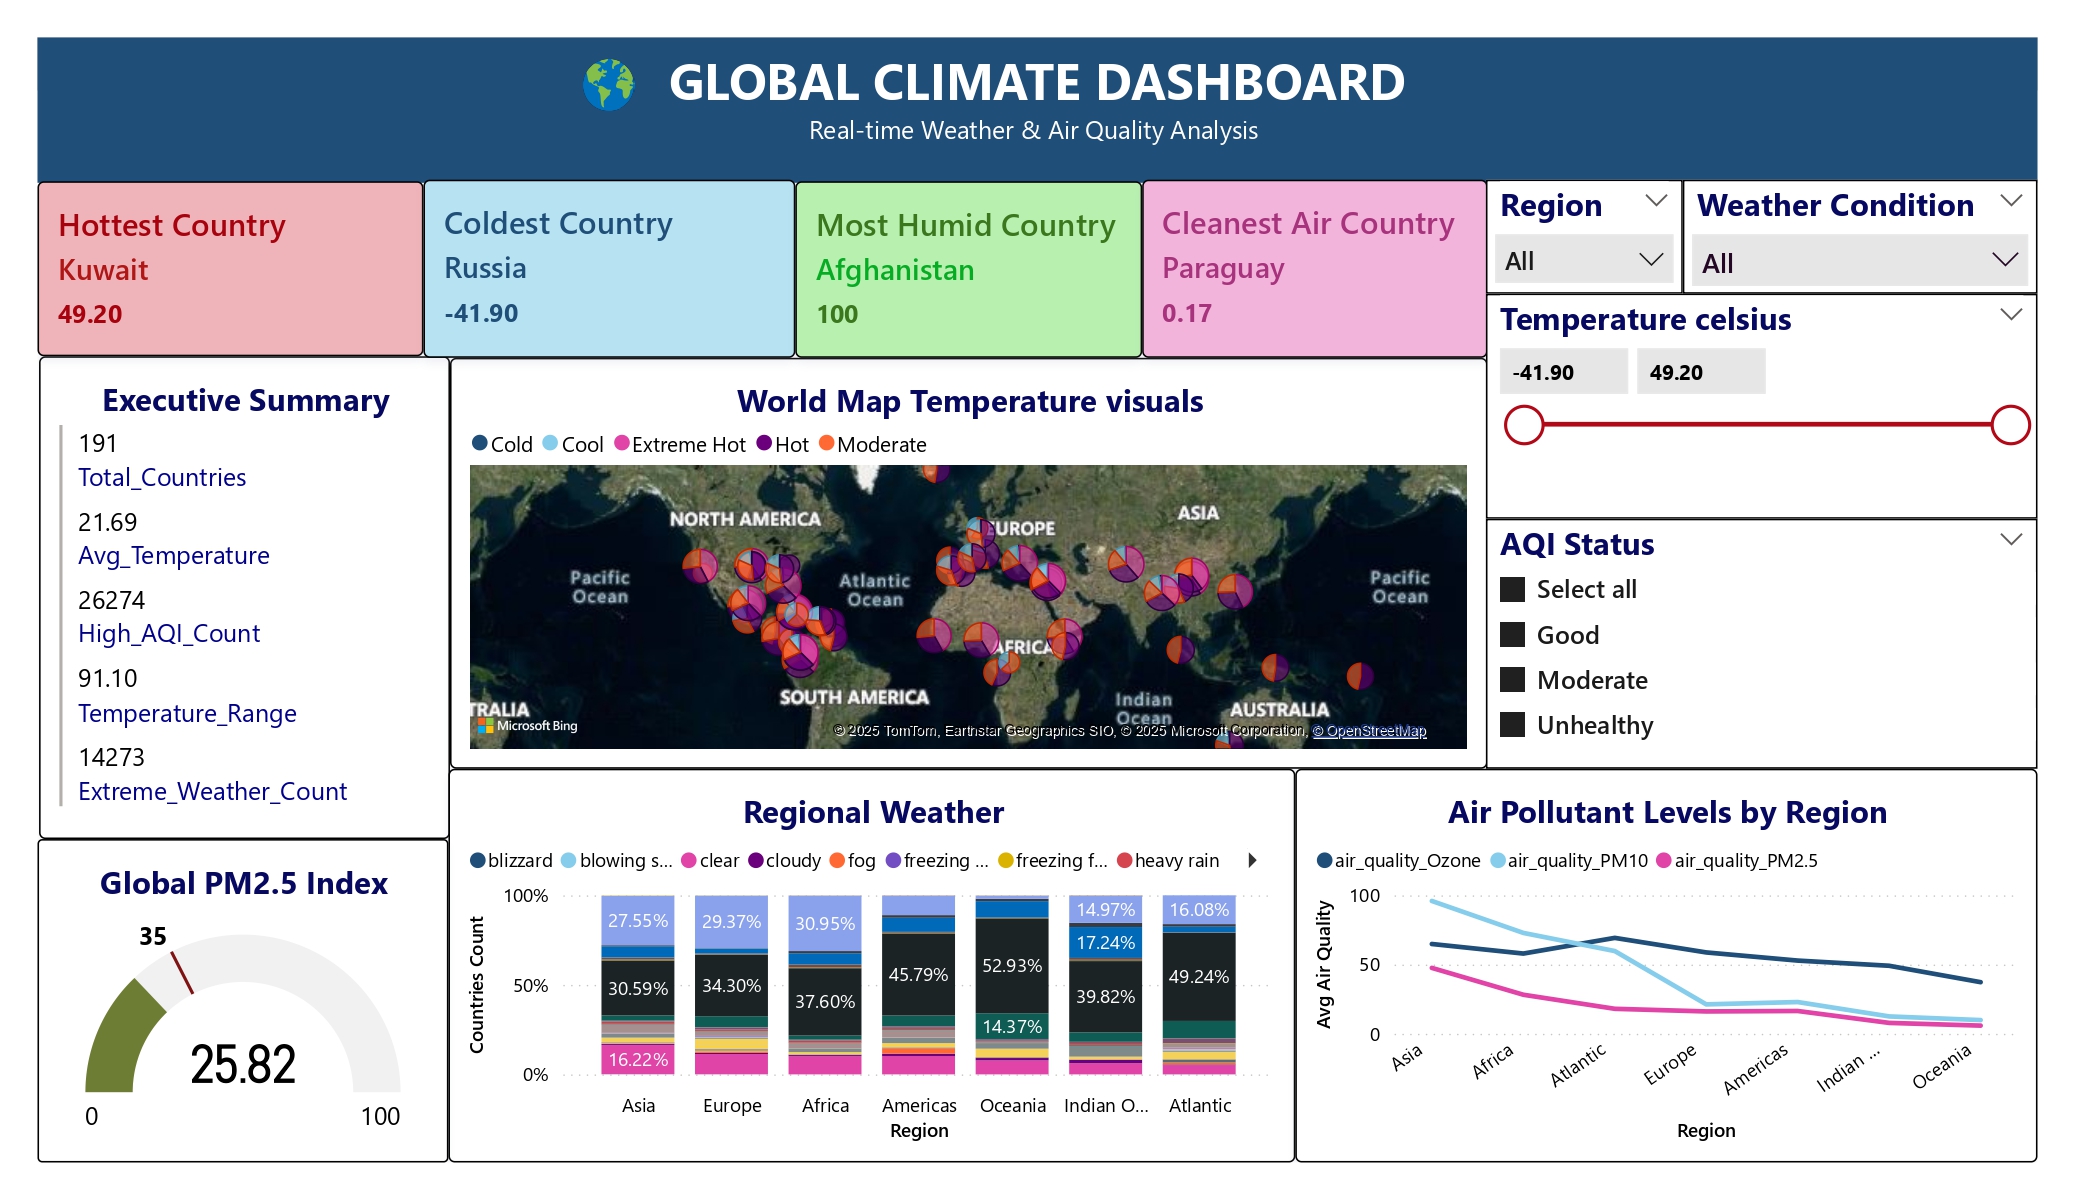 GLOBAL CLIMATE DASHBOARD
Real-time Weather & Air Quality Analysis
Hottest Country
Kuwait
49.20
Coldest Country
Russia
-41.90
Most Humid Country
Afghanistan
100
Cleanest Air Country
Paraguay
0.17
Region
All
Weather Condition
All
Temperature celsius
-41.90 49.20
AQI Status
Select all
Good
Moderate
Unhealthy
Executive Summary
191
Total_Countries
21.69
Avg_Temperature
26274
High_AQI_Count
91.10
Temperature_Range
14273
Extreme_Weather_Count
World Map Temperature visuals
Cold Cool Extreme Hot Hot Moderate
NORTH AMERICA
EUROPE
ASIA
Pacific
Ocean
Atlantic
Ocean
Pacific
Ocean
AFRICA
SOUTH AMERICA
Indian
Ocean
TRALIA
AUSTRALIA
Microsoft Bing
© 2025 TomTom, Earthstar Geographics SIO, © 2025 Microsoft Corporation, © OpenStreetMap
Global PM2.5 Index
35
25.82
0 100
Regional Weather
blizzard blowing s... clear cloudy fog freezing ... freezing f... heavy rain
Countries Count
100%
50%
0%
27.55%
30.59%
16.22%
29.37%
34.30%
30.95%
37.60%
45.79%
52.93%
14.37%
14.97%
17.24%
39.82%
16.08%
49.24%
Asia Europe Africa Americas Oceania Indian O... Atlantic
Region
Air Pollutant Levels by Region
air_quality_Ozone air_quality_PM10 air_quality_PM2.5
Avg Air Quality
100
50
0
Asia Africa Atlantic Europe Americas Indian ... Oceania
Region